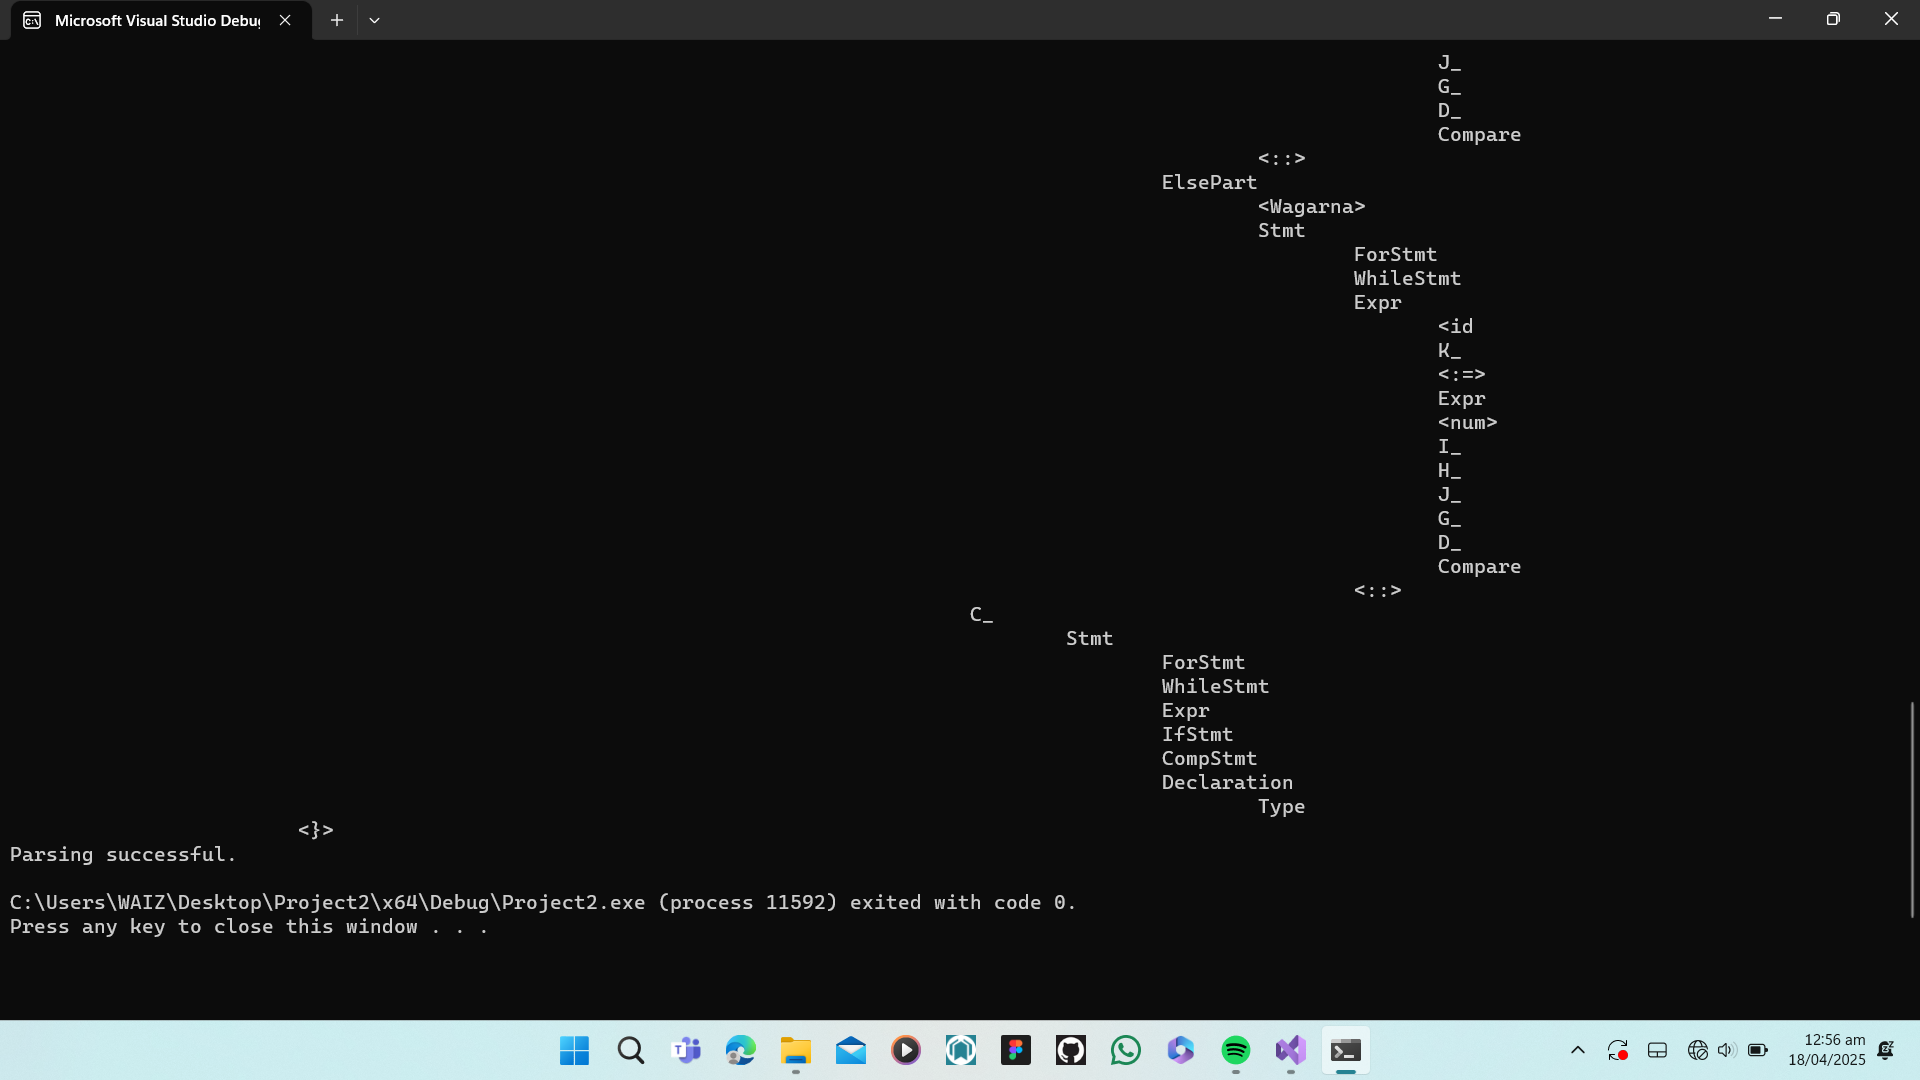 Microsoft Visual Studio Debu
J_
G_
D_
Compare
<::>
ElsePart
<Wagarna>
Stmt
ForStmt
WhileStmt
Expr
<id
K_
<:=>
Expr
<num>
I_
H_
J_
G_
D_
Compare
<::>
C_
Stmt
ForStmt
WhileStmt
Expr
IfStmt
CompStmt
Declaration
Type
<}>
Parsing successful.
C:\Users\WAIZ\Desktop\Project2\x64\Debug\Project2.exe (process 11592) exited with code 0.
Press any key to close this window . . .
12:56 am
18/04/2025